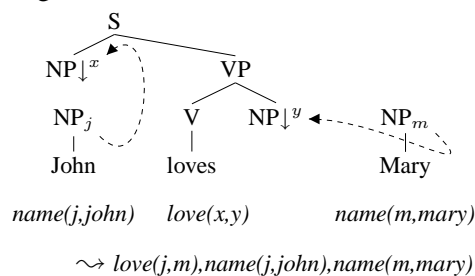 S
NP↓x VP
NPj V NP↓y NPm
John loves Mary
name(j,john) love(x,y) name(m,mary)
⤳ love(j,m),name(j,john),name(m,mary)